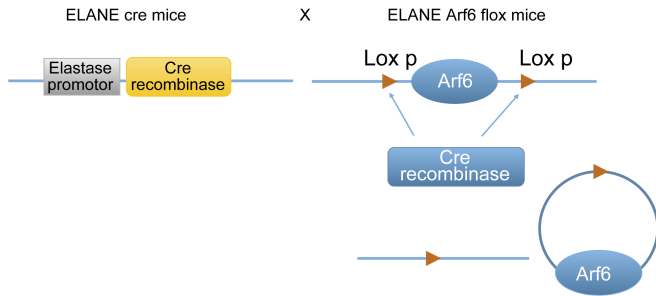 ELANE cre mice X ELANE Arf6 flox mice
Lox p Lox p
Elastase
promotor
Cre
recombinase
Arf6
Cre
recombinase
Arf6